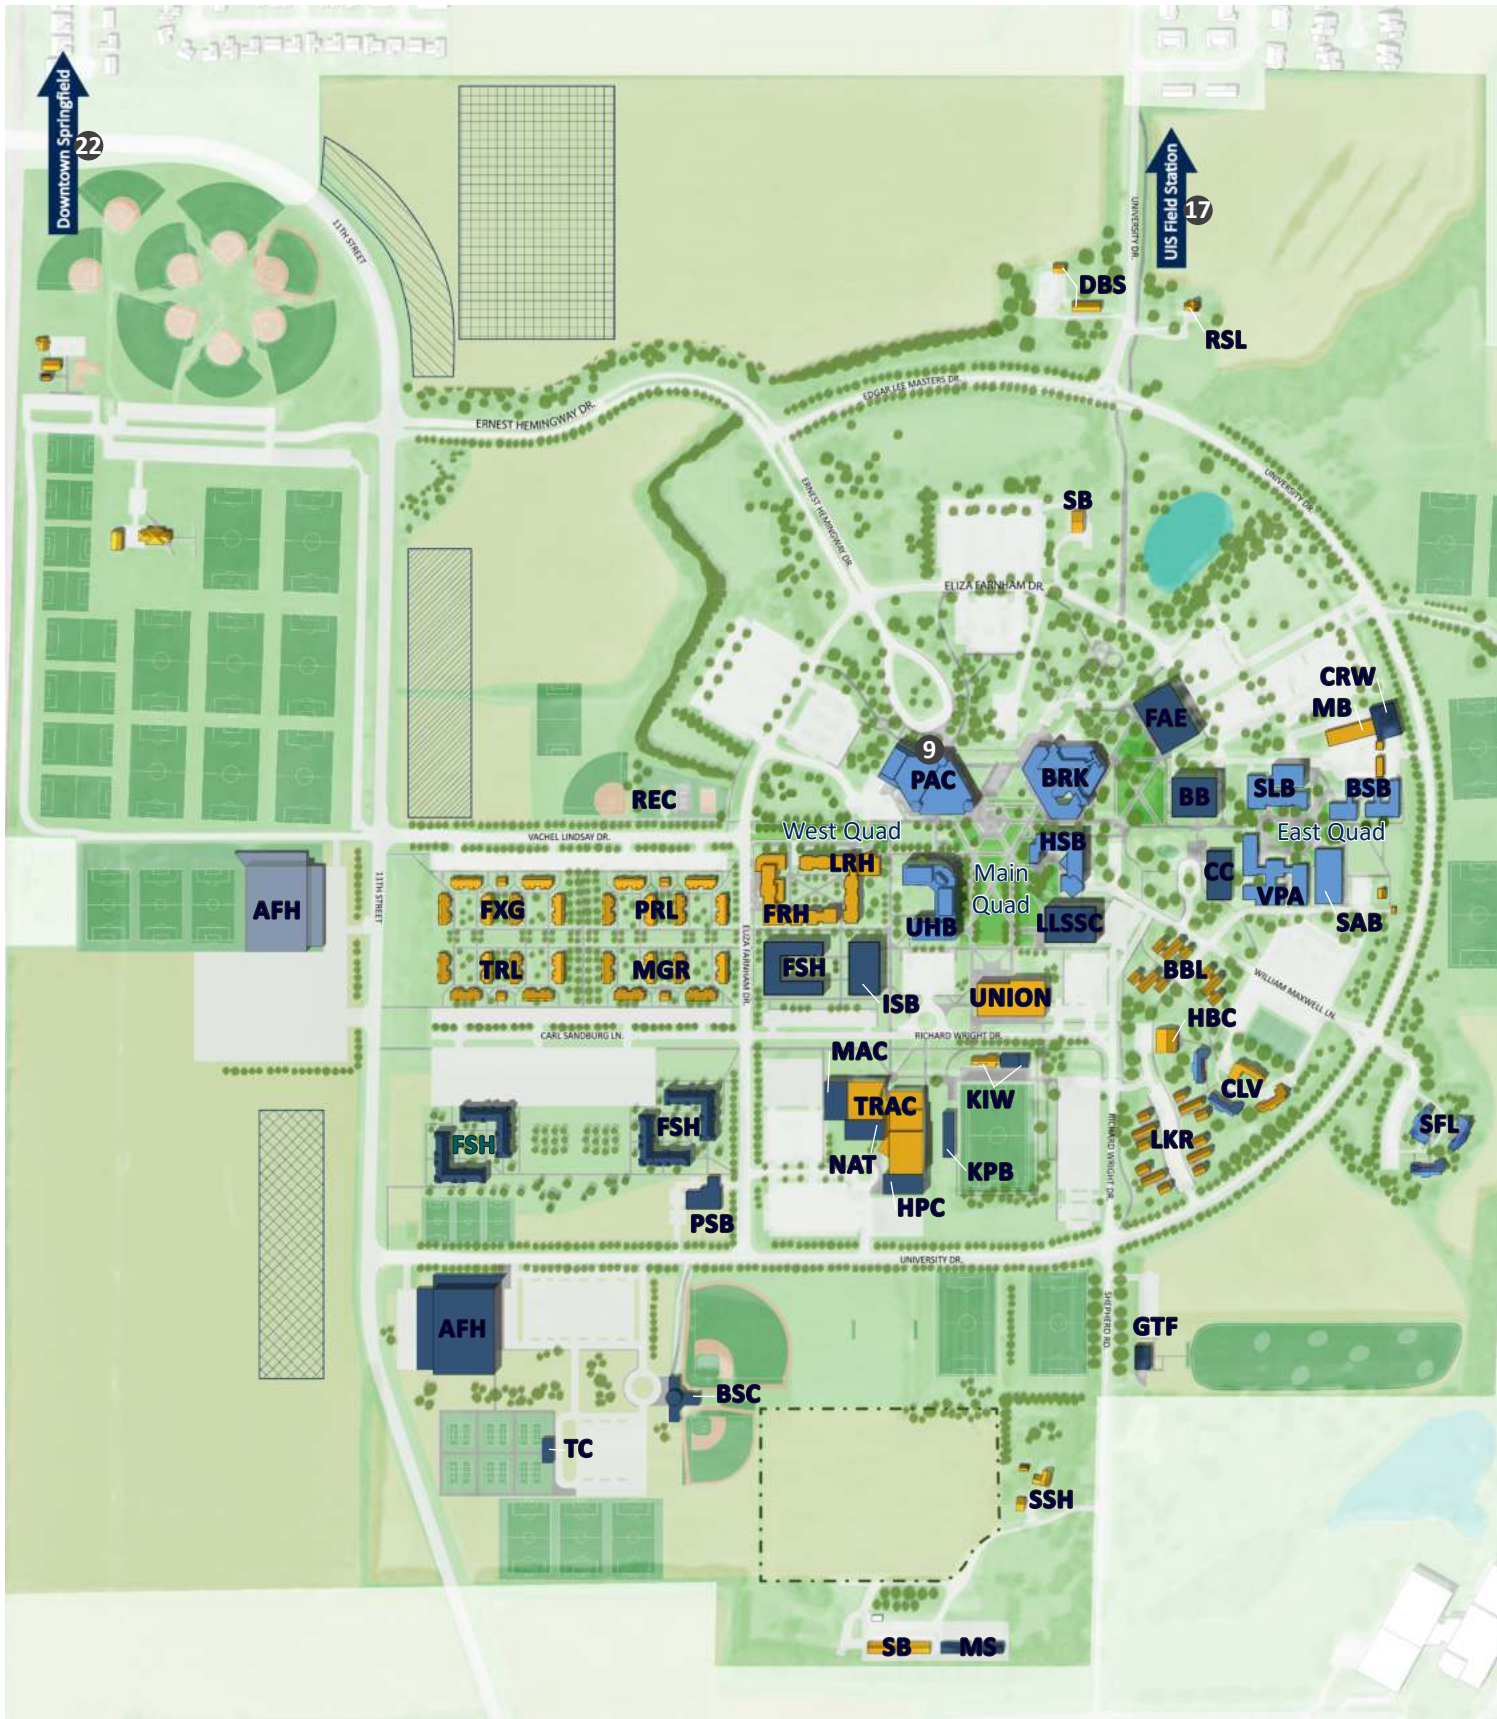 Downtown Springfield
22
UIS Field Station
17
UNIVERSITY DR.
11TH STREET
DBS
RSL
EDGAR LEE MASTERS DR.
ERNEST HEMINGWAY DR.
UNIVERSITY DR.
ERNEST HEMINGWAY DR.
SB
ELIZA FARNHAM DR.
CRW
MB
FAE
9
PAC
BRK
BB
SLB
BSB
REC
West Quad
East Quad
VACHEL LINDSAY DR.
HSB
LRH
Main
Quad
CC
VPA
AFH
11TH STREET
FXG
PRL
FRH
UHB
LLSSC
SAB
ELIZA FARNHAM DR.
TRL
MGR
FSH
BBL
WILLIAM MAXWELL LN.
ISB
UNION
HBC
CARL SANDBURG LN.
RICHARD WRIGHT DR.
MAC
TRAC
KIW
CLV
FSH
FSH
RICHARD WRIGHT DR.
LKR
SFL
NAT
KPB
HPC
PSB
UNIVERSITY DR.
SHEPHERD RD.
AFH
GTF
BSC
TC
SSH
SB
MS